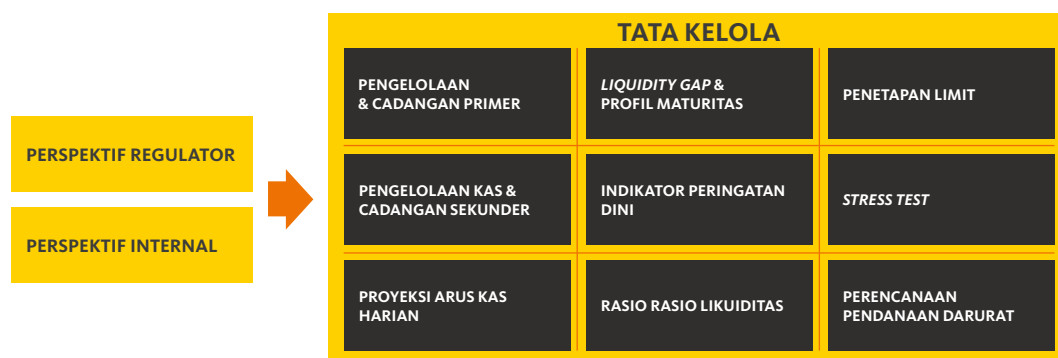 PERSPEKTIF REGULATOR
PERSPEKTIF INTERNAL
TATA KELOLA
PENGELOLAAN
& CADANGAN PRIMER
LIQUIDITY GAP &
PROFIL MATURITAS
PENETAPAN LIMIT
PENGELOLAAN KAS &
CADANGAN SEKUNDER
INDIKATOR PERINGATAN
DINI
STRESS TEST
PROYEKSI ARUS KAS
HARIAN
RASIO RASIO LIKUIDITAS
PERENCANAAN
PENDANAAN DARURAT